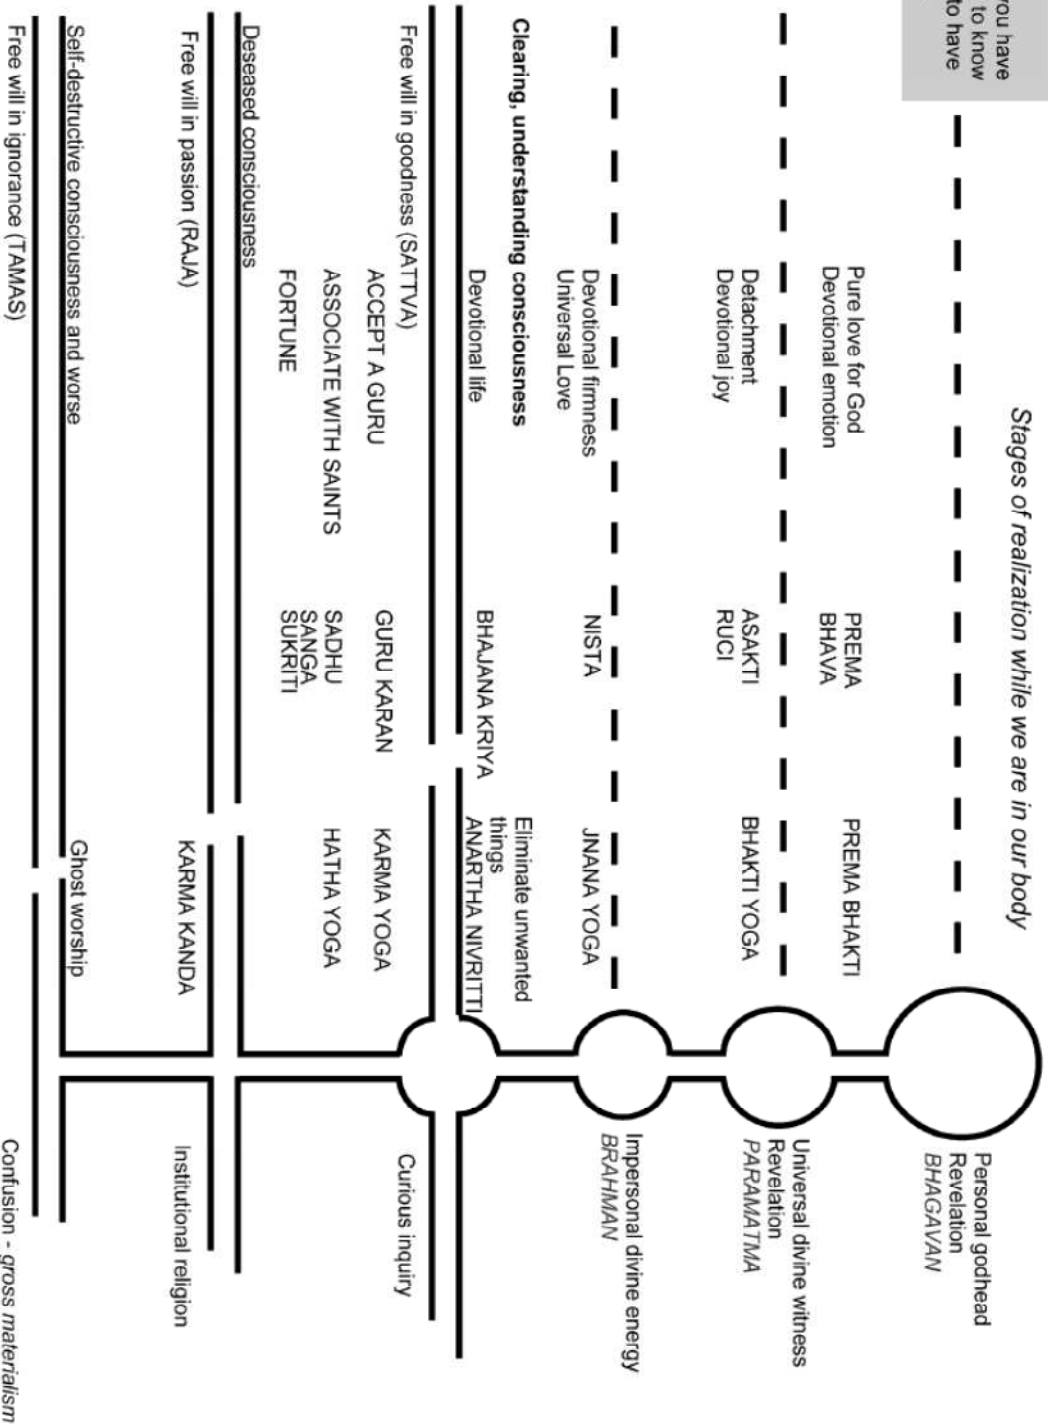 you have
to know
to have
Stages of realization while we are in our body
Personal godhead
Revelation
BHAGAVAN
Pure love for God
Devotional emotion
PREMA
BHAVA
PREMA BHAKTI
Universal divine witness
Revelation
PARAMATMA
Detachment
Devotional joy
ASAKTI
RUCI
BHAKTI YOGA
Impersonal divine energy
BRAHMAN
Devotional firmness
Universal Love
NISTA
JNANA YOGA
Clearing, understanding consciousness
Eliminate unwanted
things
ANARTHA NIVRITTI
Devotional life
BHAJANA KRIYA
Free will in goodness (SATTVA)
Curious inquiry
ACCEPT A GURU
GURU KARAN
KARMA YOGA
ASSOCIATE WITH SAINTS
SADHU
SANGA
HATHA YOGA
FORTUNE
SUKRITI
Deseased consciousness
Free will in passion (RAJA)
KARMA KANDA
Institutional religion
Self-destructive consciousness and worse
Ghost worship
Free will in ignorance (TAMAS)
Confusion - gross materialism